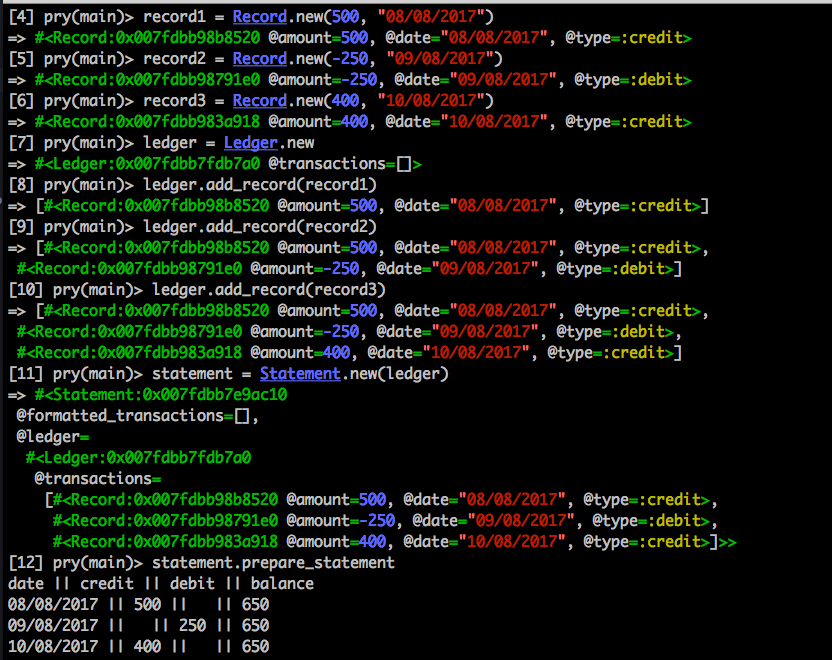 [4] pry(main)> record1 = Record.new(500, "08/08/2017")
=> #<Record:0x007fdbb98b8520 @amount=500, @date="08/08/2017", @type=:credit>
[5] pry(main)> record2 = Record.new(-250, "09/08/2017")
=> #<Record:0x007fdbb98791e0 @amount=-250, @date="09/08/2017", @type=:debit>
[6] pry(main)> record3 = Record.new(400, "10/08/2017")
=> #<Record:0x007fdbb983a918 @amount=400, @date="10/08/2017", @type=:credit>
[7] pry(main)> ledger = Ledger.new
=> #<Ledger:0x007fdbb7fdb7a0 @transactions=[]>
[8] pry(main)> ledger.add_record(record1)
=> [#<Record:0x007fdbb98b8520 @amount=500, @date="08/08/2017", @type=:credit>]
[9] pry(main)> ledger.add_record(record2)
=> [#<Record:0x007fdbb98b8520 @amount=500, @date="08/08/2017", @type=:credit>,
 #<Record:0x007fdbb98791e0 @amount=-250, @date="09/08/2017", @type=:debit>]
[10] pry(main)> ledger.add_record(record3)
=> [#<Record:0x007fdbb98b8520 @amount=500, @date="08/08/2017", @type=:credit>,
 #<Record:0x007fdbb98791e0 @amount=-250, @date="09/08/2017", @type=:debit>,
 #<Record:0x007fdbb983a918 @amount=400, @date="10/08/2017", @type=:credit>]
[11] pry(main)> statement = Statement.new(ledger)
=> #<Statement:0x007fdbb7e9ac10
 @formatted_transactions=[],
 @ledger=
  #<Ledger:0x007fdbb7fdb7a0
   @transactions=
    [#<Record:0x007fdbb98b8520 @amount=500, @date="08/08/2017", @type=:credit>,
     #<Record:0x007fdbb98791e0 @amount=-250, @date="09/08/2017", @type=:debit>,
     #<Record:0x007fdbb983a918 @amount=400, @date="10/08/2017", @type=:credit>]>>
[12] pry(main)> statement.prepare_statement
date || credit || debit || balance
08/08/2017 || 500 ||   || 650
09/08/2017 ||   || 250 || 650
10/08/2017 || 400 ||   || 650